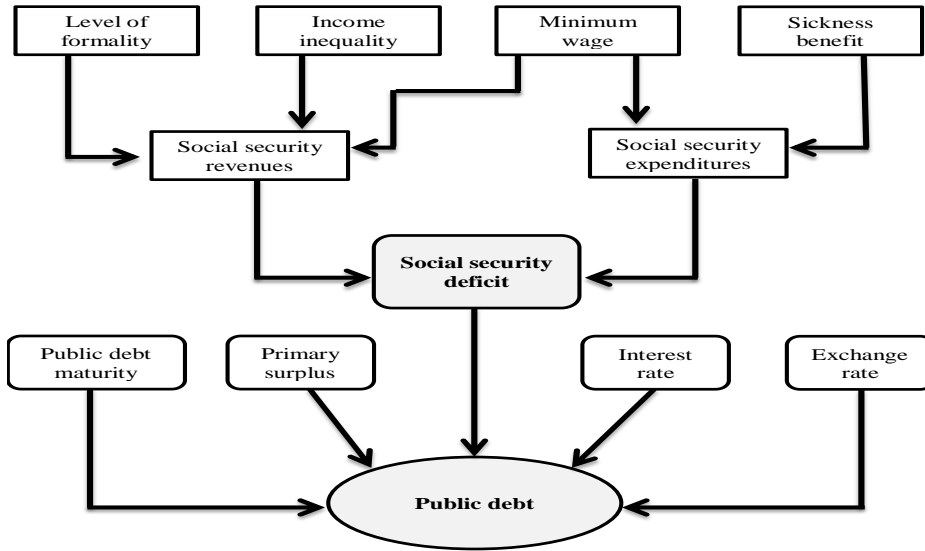 Level of
formality
Income
inequality
Minimum
wage
Sickness
benefit
Social security
revenues
Social security
expenditures
Social security
deficit
Public debt
maturity
Primary
surplus
Interest
rate
Exchange
rate
Public debt